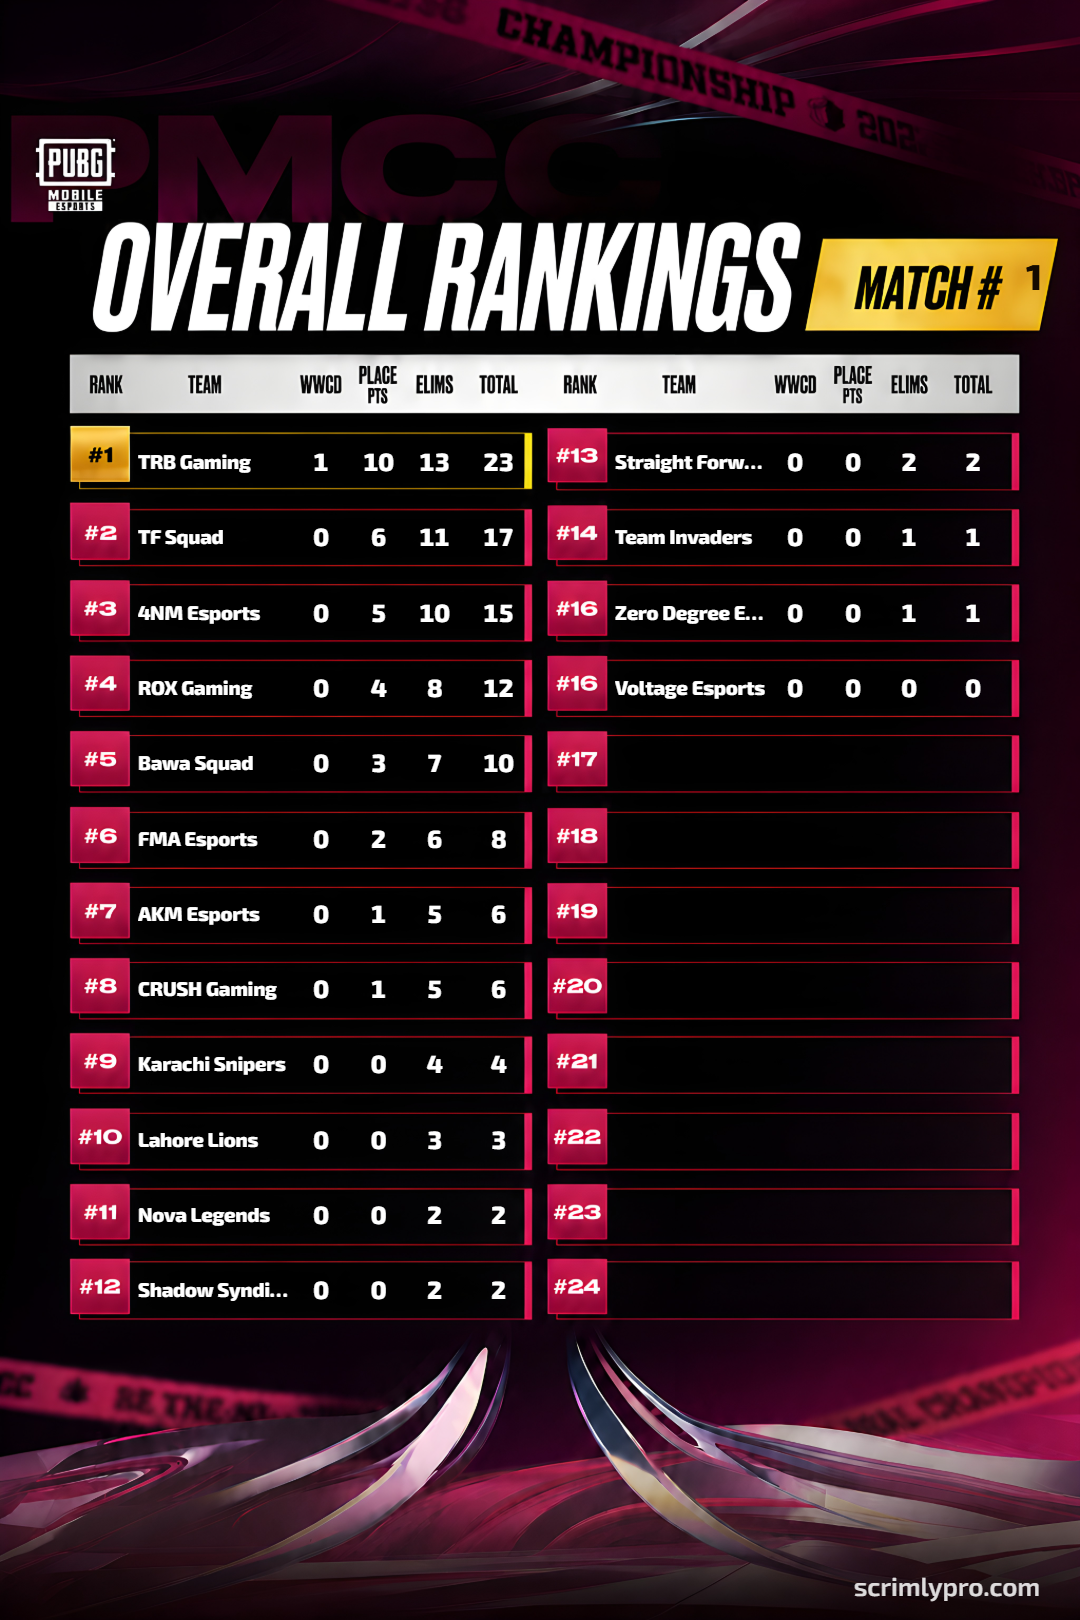 CHAMPIONSHIP
PMCC
PUBG
MOBILE
ESPORTS
OVERALL RANKINGS
MATCH # 1
RANK TEAM WWCD PLACE PTS ELIMS TOTAL RANK TEAM WWCD PLACE PTS ELIMS TOTAL
#1 TRB Gaming 1 10 13 23
#2 TF Squad 0 6 11 17
#3 4NM Esports 0 5 10 15
#4 ROX Gaming 0 4 8 12
#5 Bawa Squad 0 3 7 10
#6 FMA Esports 0 2 6 8
#7 AKM Esports 0 1 5 6
#8 CRUSH Gaming 0 1 5 6
#9 Karachi Snipers 0 0 4 4
#10 Lahore Lions 0 0 3 3
#11 Nova Legends 0 0 2 2
#12 Shadow Syndi... 0 0 2 2
#13 Straight Forw... 0 0 2 2
#14 Team Invaders 0 0 1 1
#16 Zero Degree E... 0 0 1 1
#16 Voltage Esports 0 0 0 0
#17
#18
#19
#20
#21
#22
#23
#24
BE THE
scrimlypro.com